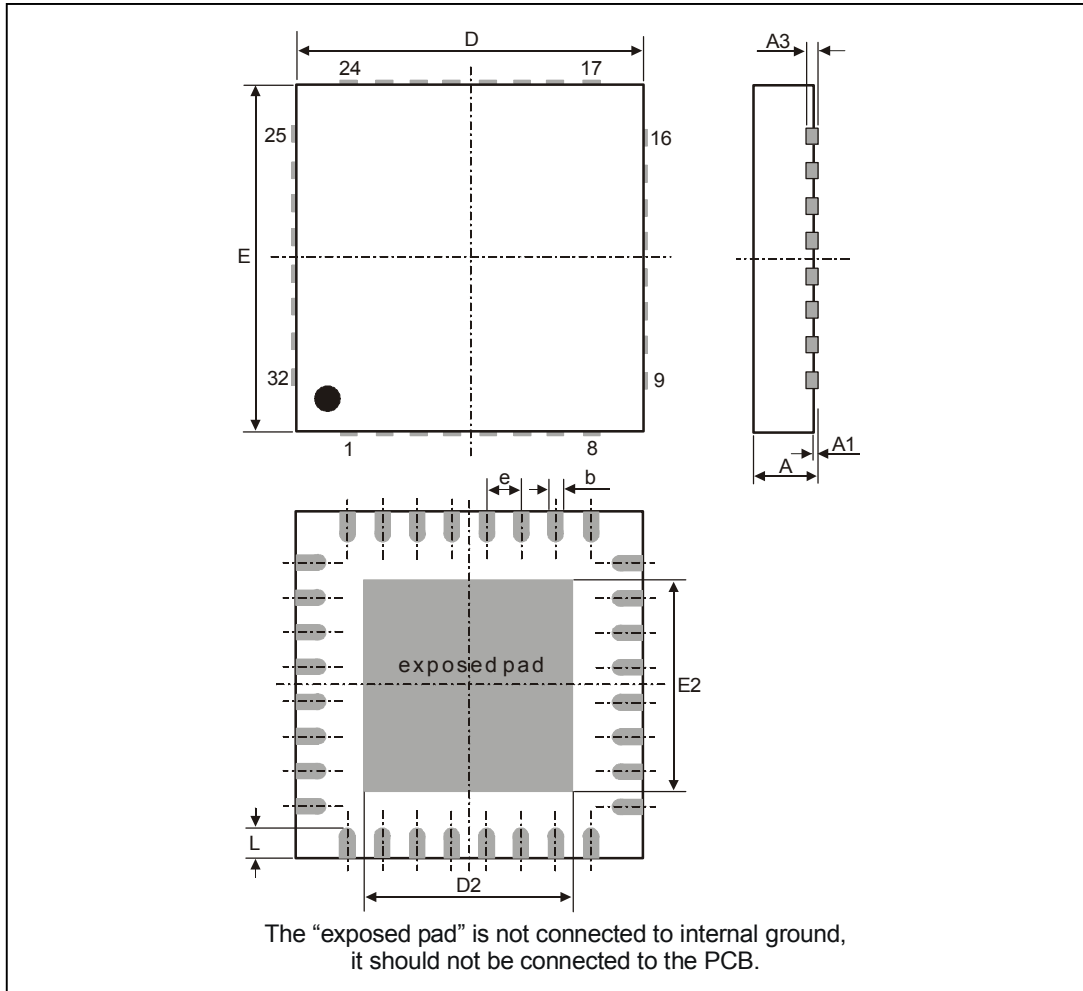 D
A3
24 17
25 16
E
32 9
1 8
A1
A
e b
exposed pad
E2
L
D2
The “exposed pad” is not connected to internal ground,
it should not be connected to the PCB.